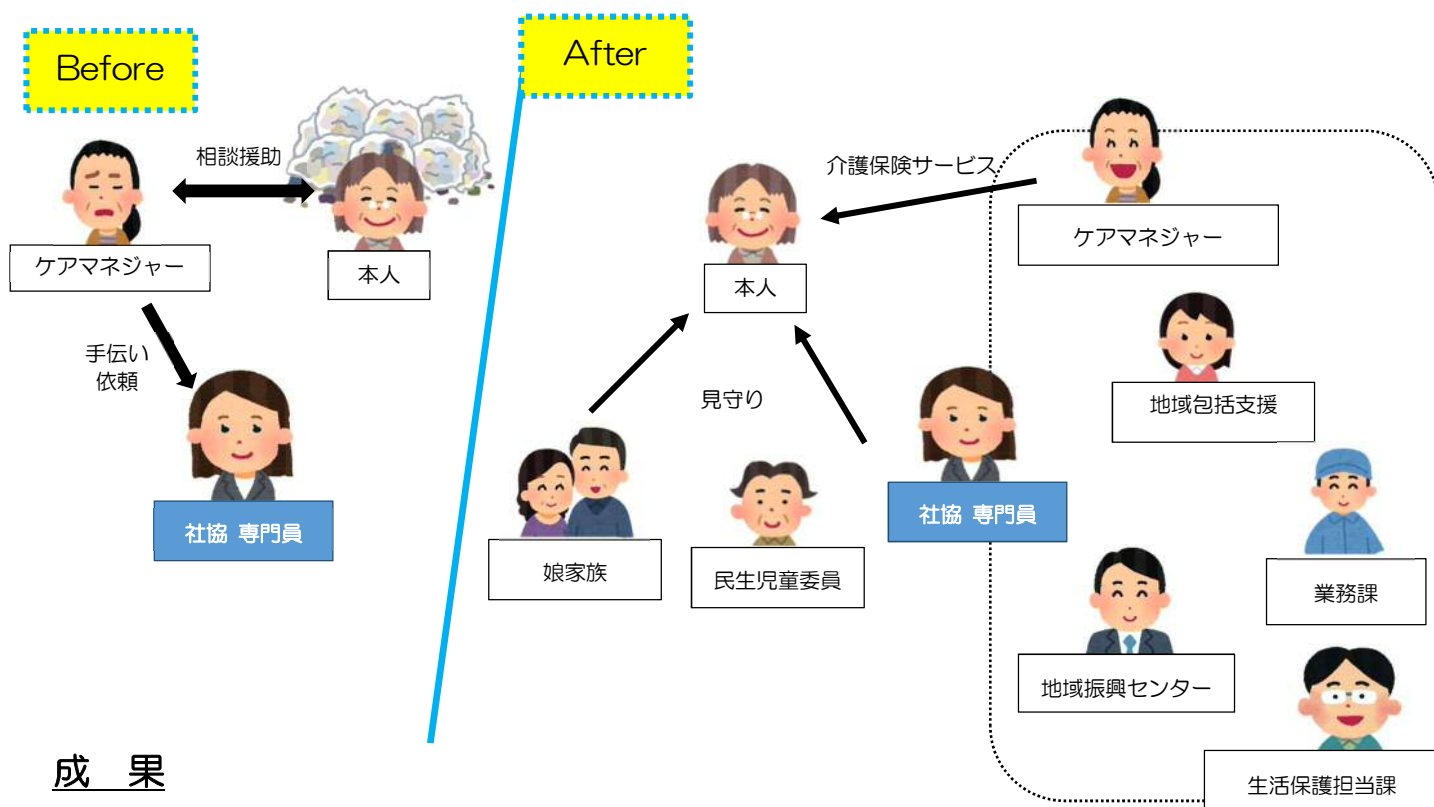 Before
相談援助
ケアマネジャー
本人
手伝い
依頼
社協 専門員
After
介護保険サービス
ケアマネジャー
本人
地域包括支援
見守り
社協 専門員
娘家族
民生児童委員
業務課
地域振興センター
生活保護担当課
成 果